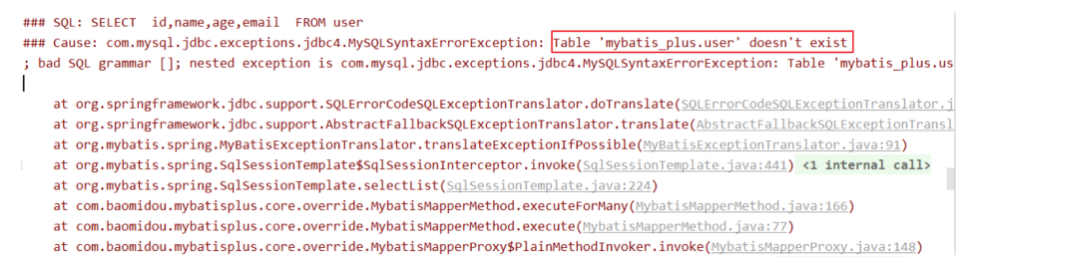 ### SQL: SELECT  id,name,age,email  FROM user
### Cause: com.mysql.jdbc.exceptions.jdbc4.MySQLSyntaxErrorException: Table 'mybatis_plus.user' doesn't exist
; bad SQL grammar []; nested exception is com.mysql.jdbc.exceptions.jdbc4.MySQLSyntaxErrorException: Table 'mybatis_plus.us
at org.springframework.jdbc.support.SQLErrorCodeSQLExceptionTranslator.doTranslate(SQLErrorCodeSQLExceptionTranslator.j
at org.springframework.jdbc.support.AbstractFallbackSQLExceptionTranslator.translate(AbstractFallbackSQLExceptionTransl
at org.mybatis.spring.MyBatisExceptionTranslator.translateExceptionIfPossible(MyBatisExceptionTranslator.java:91)
at org.mybatis.spring.SqlSessionTemplate$SqlSessionInterceptor.invoke(SqlSessionTemplate.java:441) <1 internal call>
at org.mybatis.spring.SqlSessionTemplate.selectList(SqlSessionTemplate.java:224)
at com.baomidou.mybatisplus.core.override.MybatisMapperMethod.executeForMany(MybatisMapperMethod.java:166)
at com.baomidou.mybatisplus.core.override.MybatisMapperMethod.execute(MybatisMapperMethod.java:77)
at com.baomidou.mybatisplus.core.override.MybatisMapperProxy$PlainMethodInvoker.invoke(MybatisMapperProxy.java:148)